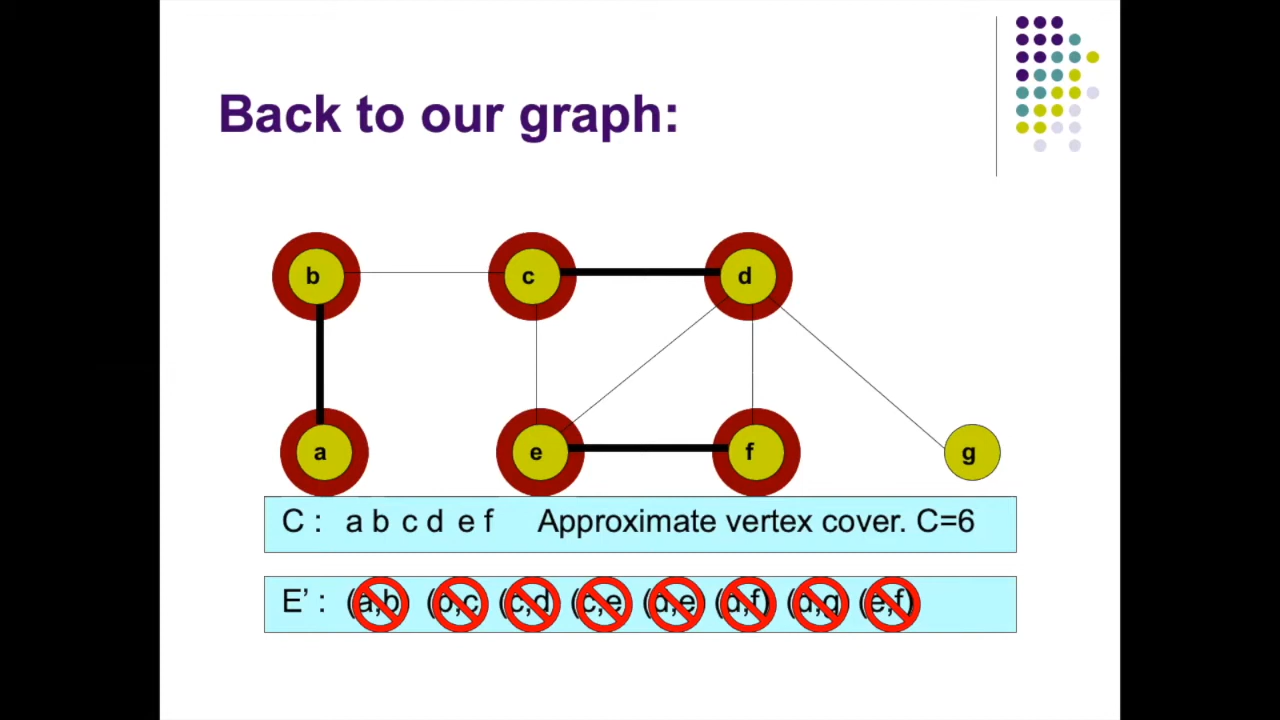 Back to our graph:
b c d
a e f g
C : a b c d e f Approximate vertex cover. C=6
E’ : (a,b) (b,c) (c,d) (c,e) (d,e) (d,f) (d,g) (e,f)